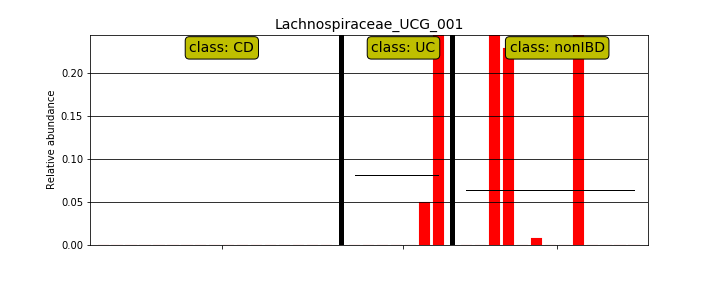 Lachnospiraceae_UCG_001
class: CD
class: UC
class: nonIBD
Relative abundance
0.20
0.15
0.10
0.05
0.00